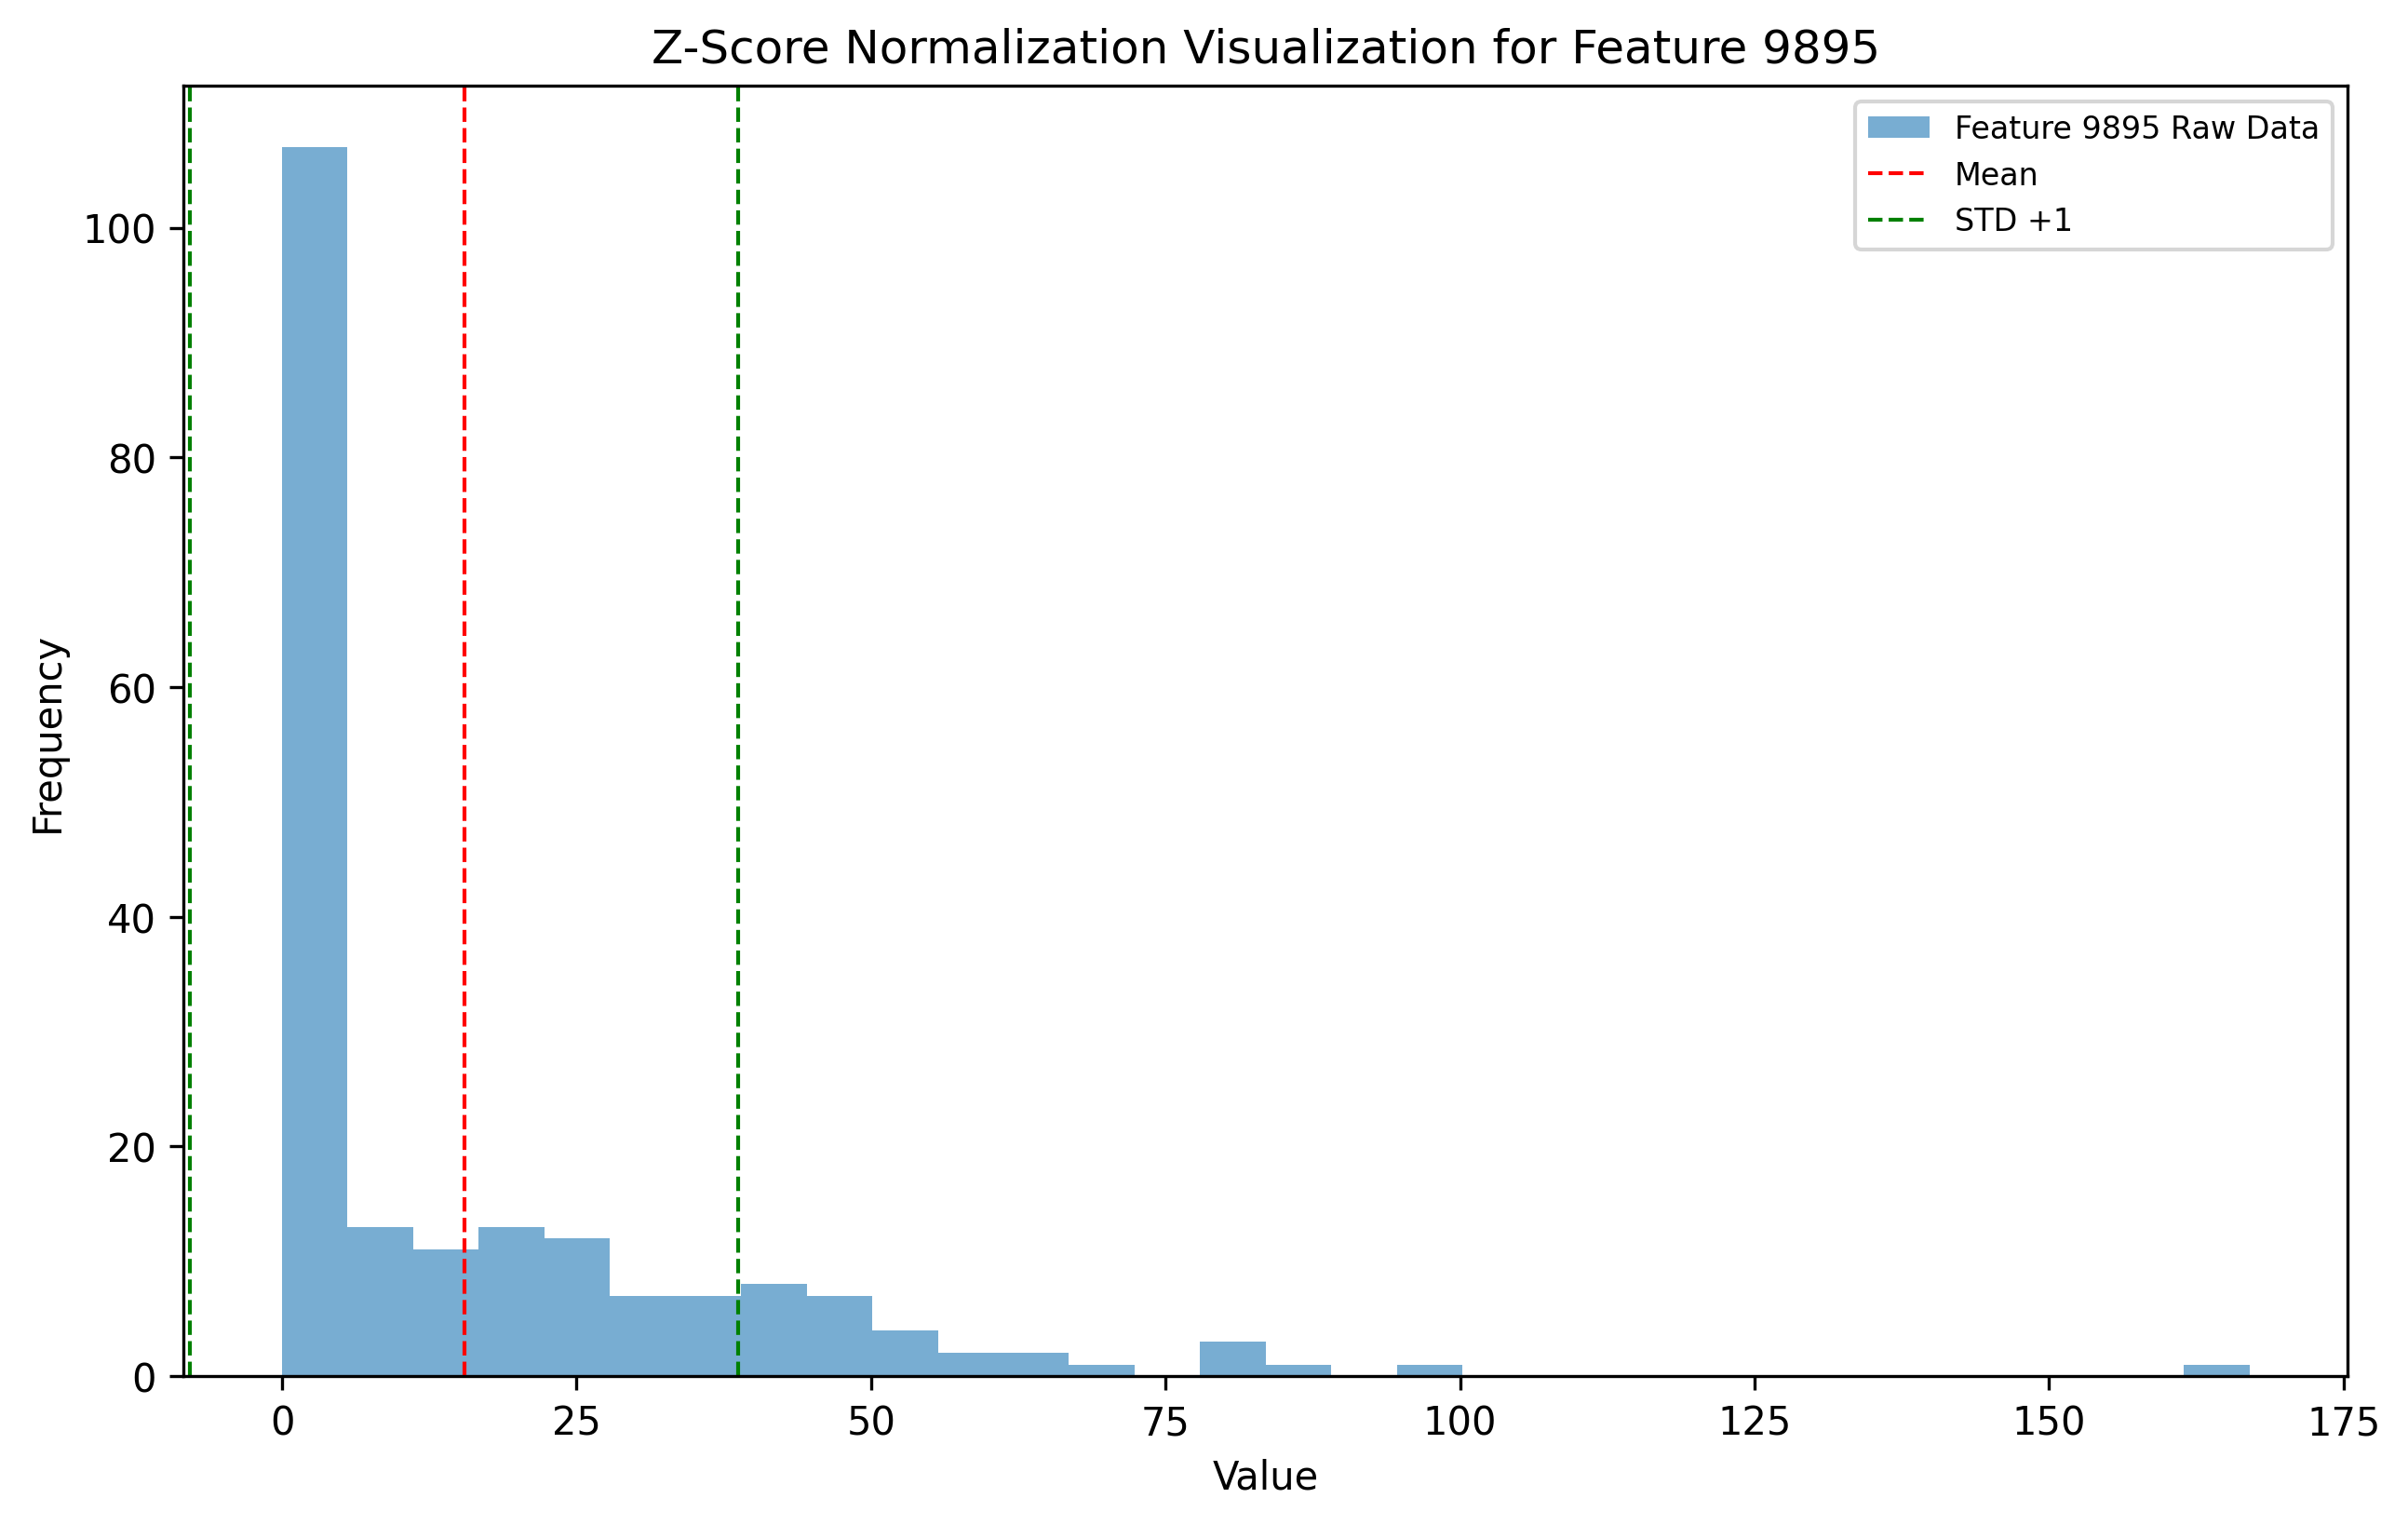 Z-Score Normalization Visualization for Feature 9895
Feature 9895 Raw Data
Mean
STD +1
100
80
60
40
20
0
Frequency
0 25 50 75 100 125 150 175
Value